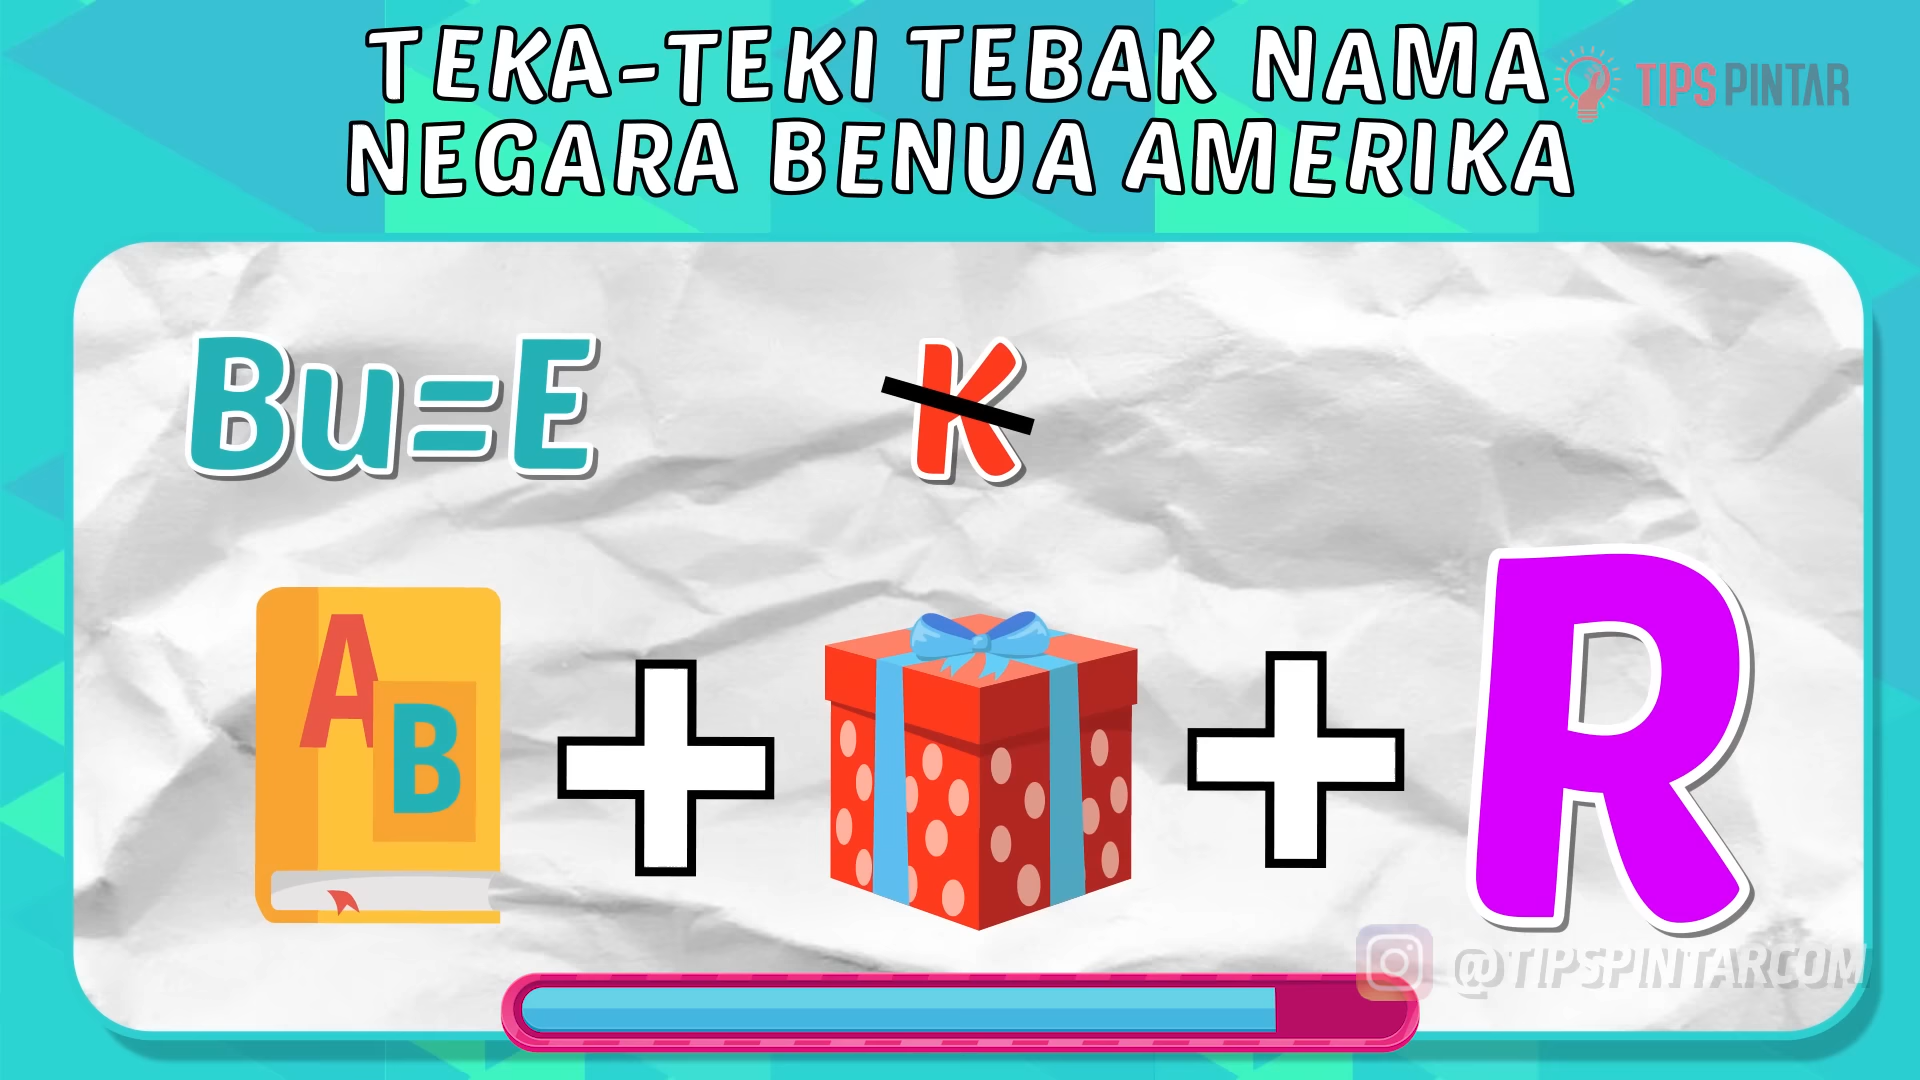 TEKA-TEKI TEBAK NAMA
NEGARA BENUA AMERIKA
TIPS PINTAR
Bu=E
K
A
B
R
@TIPSPINTARCOM